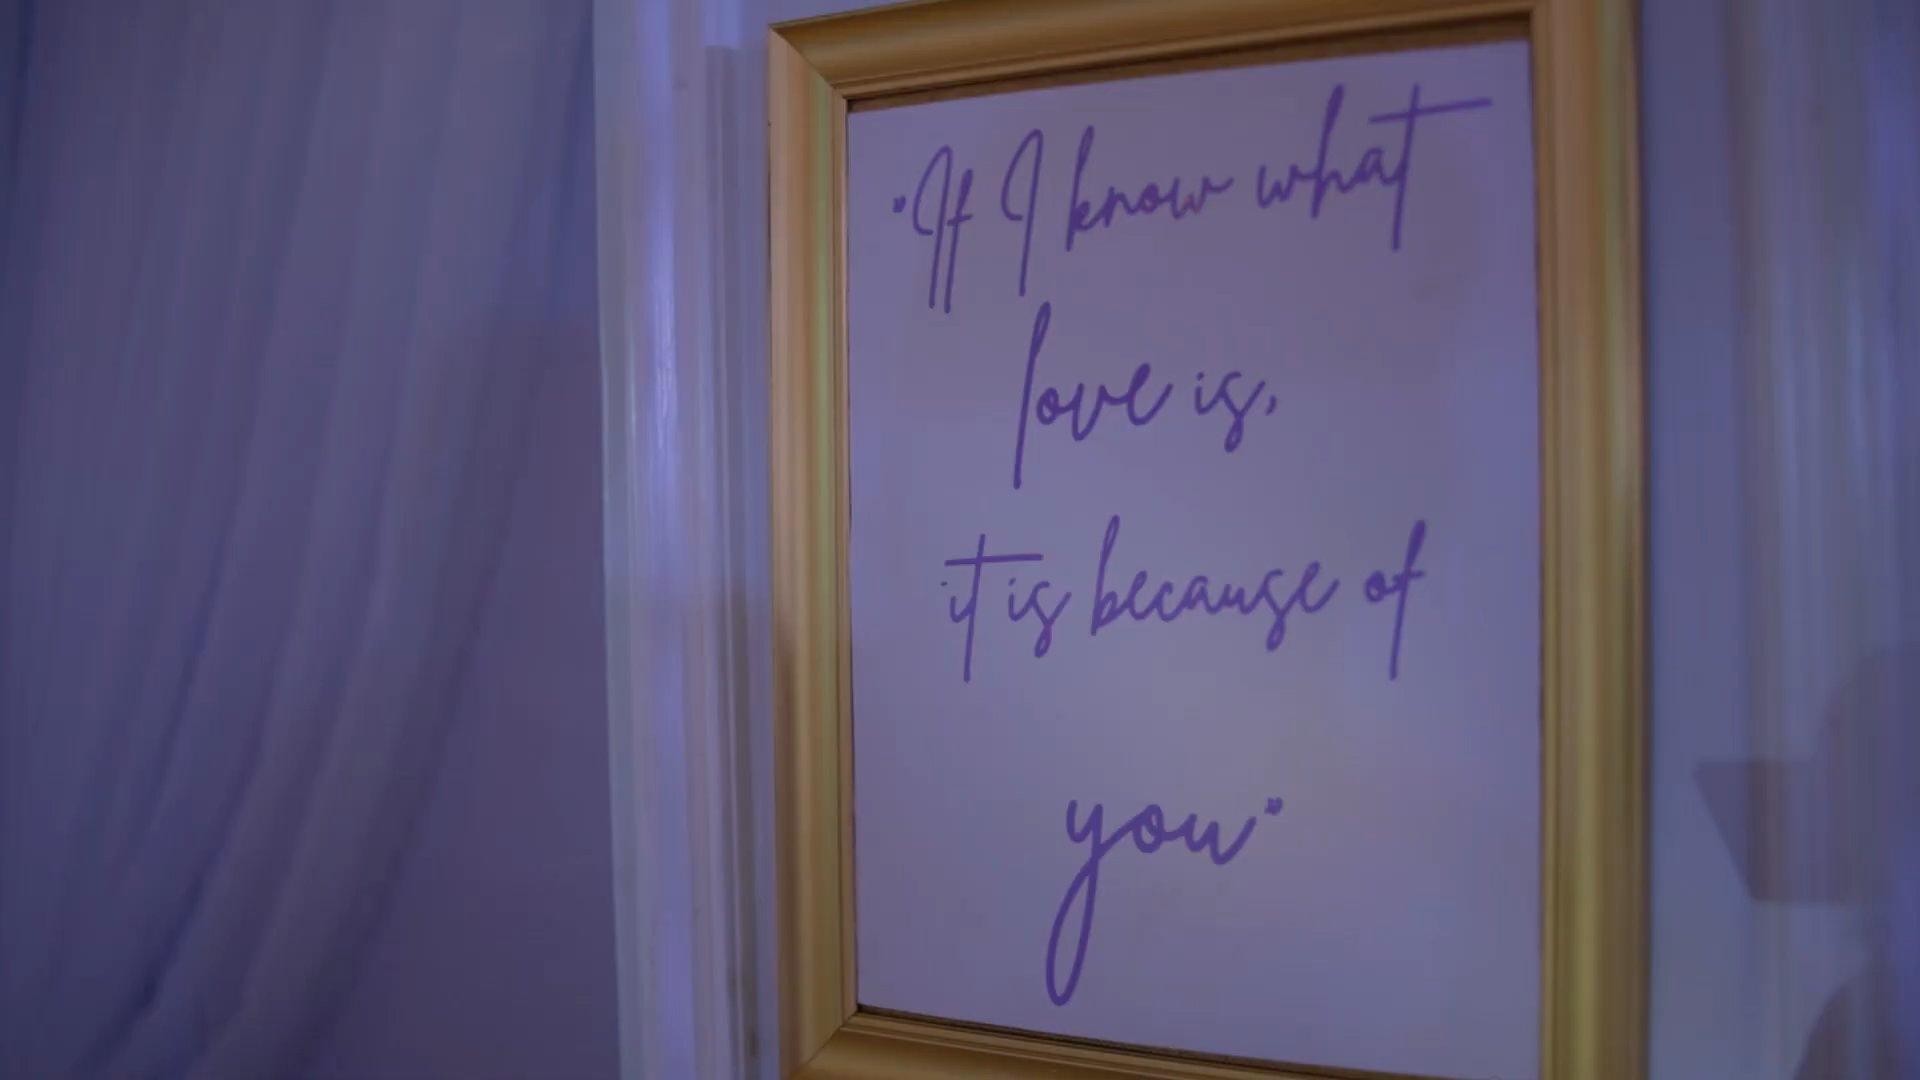 "If I know what
love is,
it is because of
you"